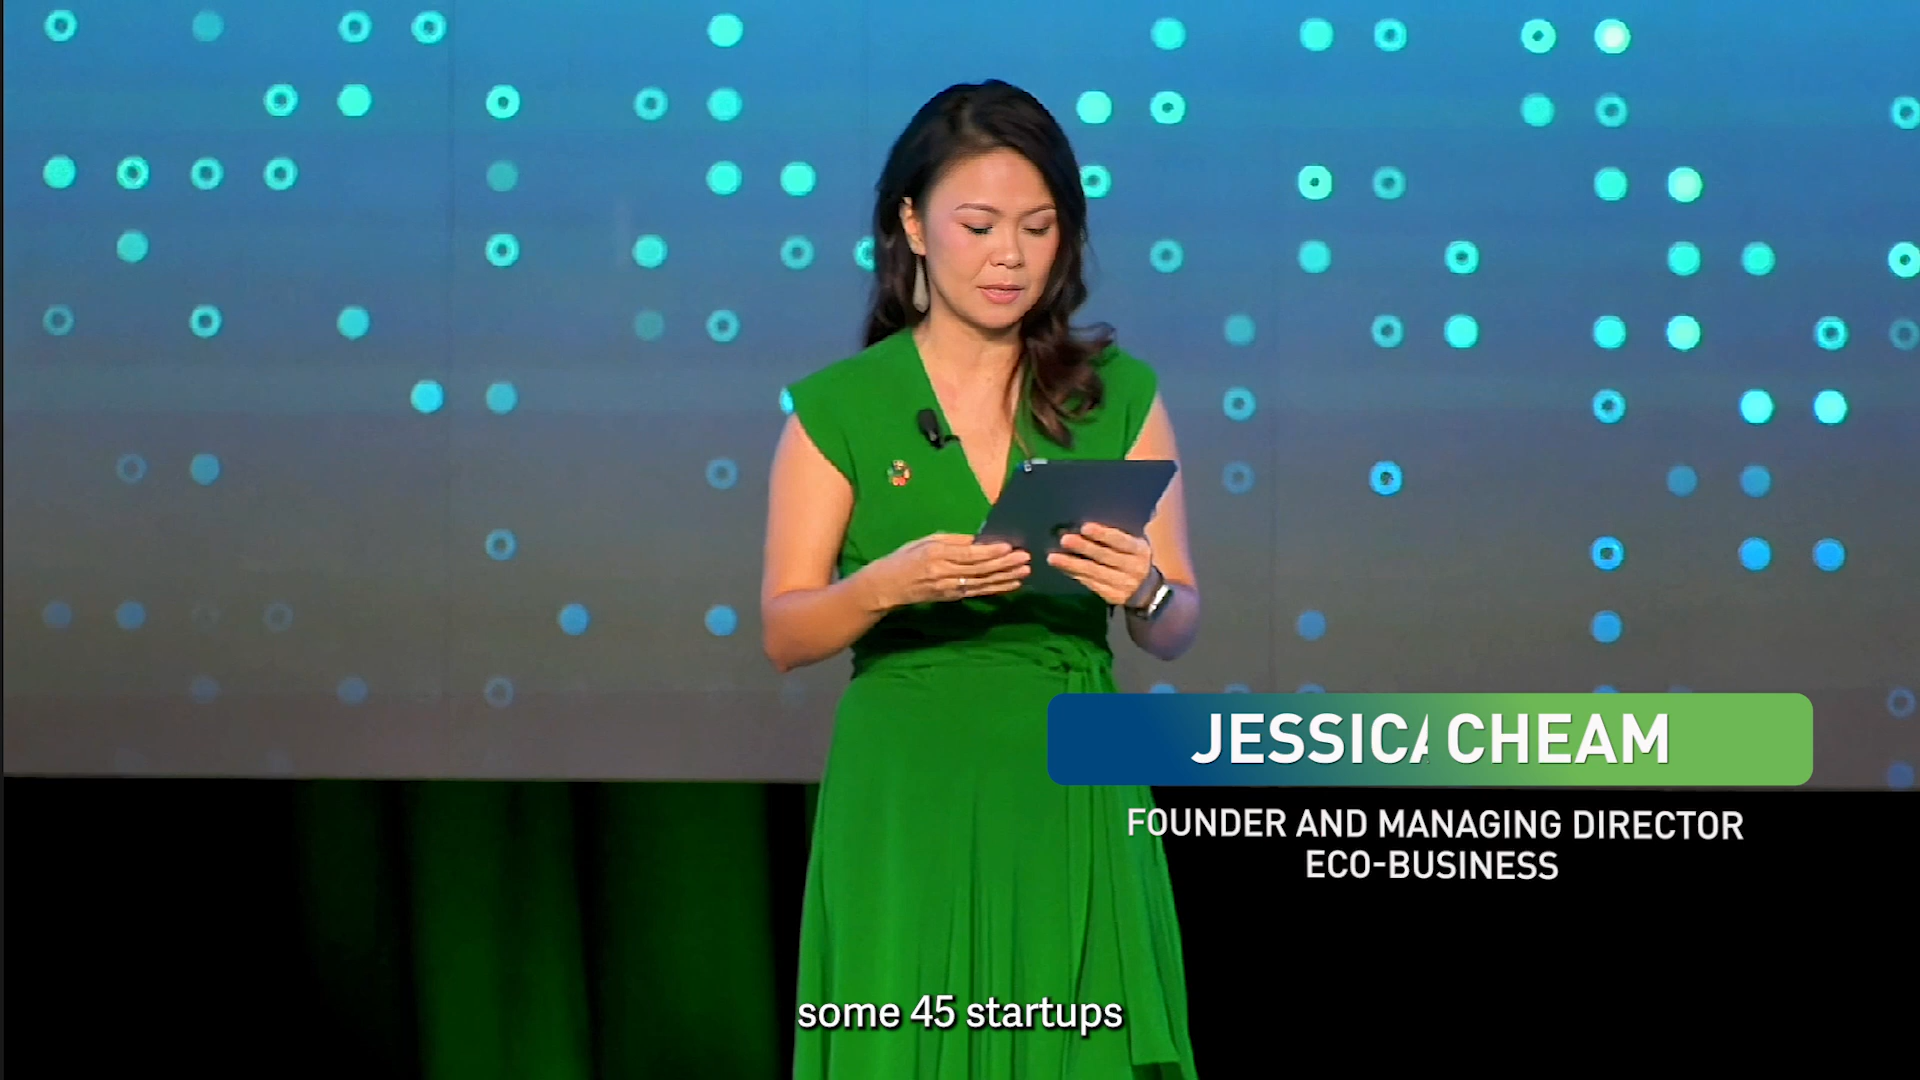 JESSICA CHEAM
FOUNDER AND MANAGING DIRECTOR
ECO-BUSINESS
some 45 startups